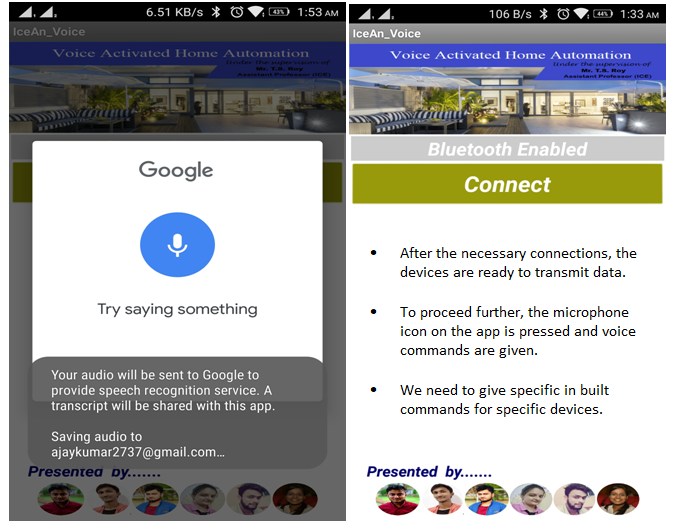 6.51 KB/s 43% 1:53 AM
IceAn_Voice
Voice Activated Home Automation
Under the supervision of
Mr. T.S. Roy
Assistant Professor (ICE)
Google
Try saying something
Your audio will be sent to Google to
provide speech recognition service. A
transcript will be shared with this app.
Saving audio to
ajaykumar2737@gmail.com...
Presented by.......
106 B/s 44% 1:33 AM
IceAn_Voice
Voice Activated Home Automation
Under the supervision of
Mr. T.S. Roy
Assistant Professor (ICE)
Bluetooth Enabled
Connect
• After the necessary connections, the
devices are ready to transmit data.
• To proceed further, the microphone
icon on the app is pressed and voice
commands are given.
• We need to give specific in built
commands for specific devices.
Presented by.......